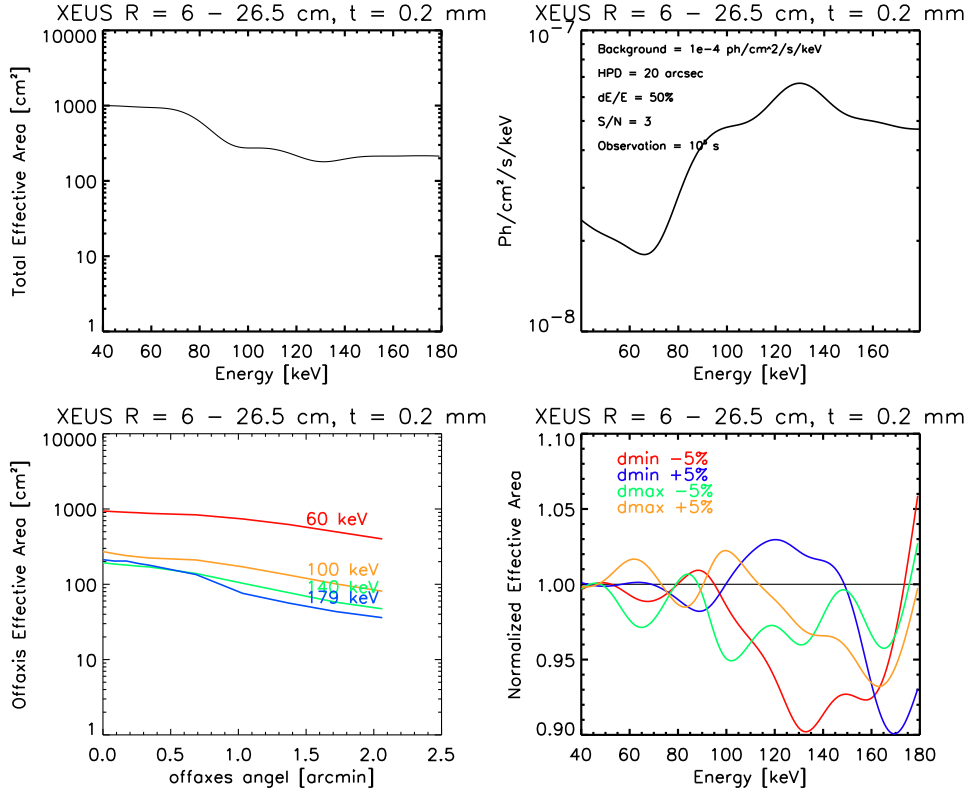 XEUS R = 6 – 26.5 cm, t = 0.2 mm
10000
1000
100
10
1
Total Effective Area [cm²]
40 60 80 100 120 140 160 180
Energy [keV]
XEUS R = 6 – 26.5 cm, t = 0.2 mm
10⁻⁷
10⁻⁸
Ph/cm²/s/keV
Background = 1e-4 ph/cm^2/s/keV
HPD = 20 arcsec
dE/E = 50%
S/N = 3
Observation = 10⁶ s
60 80 100 120 140 160
Energy [keV]
XEUS R = 6 – 26.5 cm, t = 0.2 mm
10000
1000
100
10
1
Offaxis Effective Area [cm²]
60 keV
100 keV
140 keV
179 keV
0.0 0.5 1.0 1.5 2.0 2.5
offaxes angel [arcmin]
XEUS R = 6 – 26.5 cm, t = 0.2 mm
1.10
1.05
1.00
0.95
0.90
Normalized Effective Area
dmin –5%
dmin +5%
dmax –5%
dmax +5%
40 60 80 100 120 140 160 180
Energy [keV]